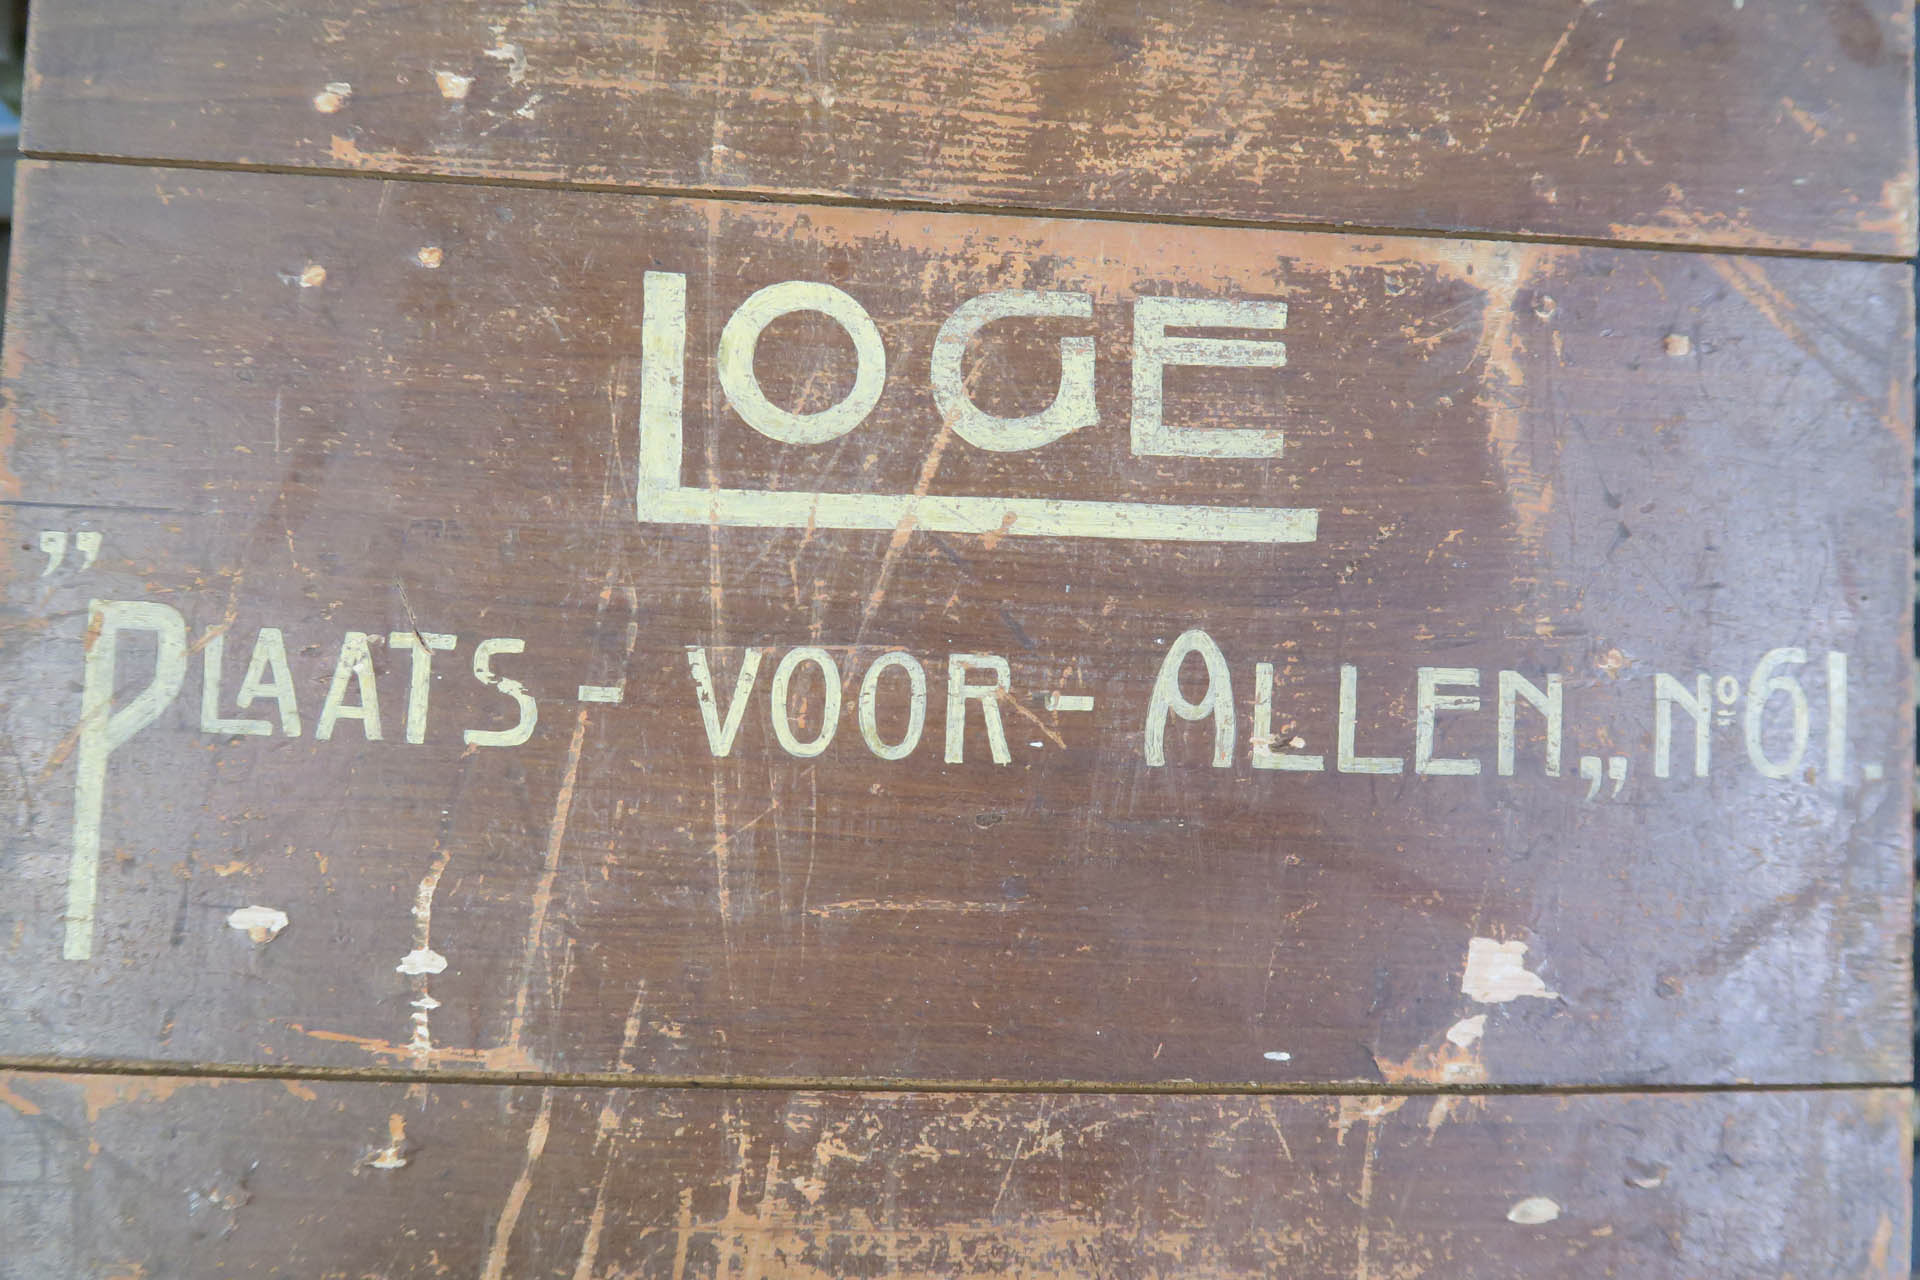 LOGE
„PLAATS - VOOR - ALLEN„ Nº 61.